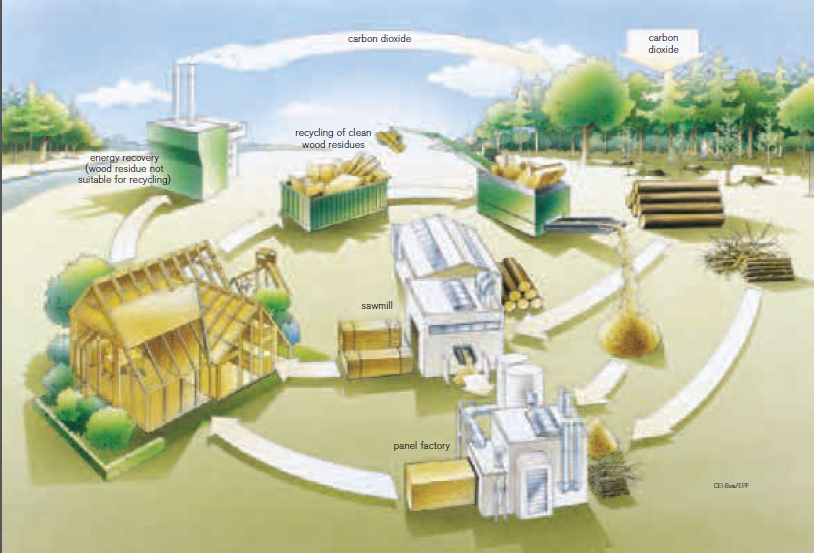 carbon dioxide
carbon
dioxide
recycling of clean
wood residues
energy recovery
(wood residue not
suitable for recycling)
sawmill
panel factory
CEI-Bois/EPF